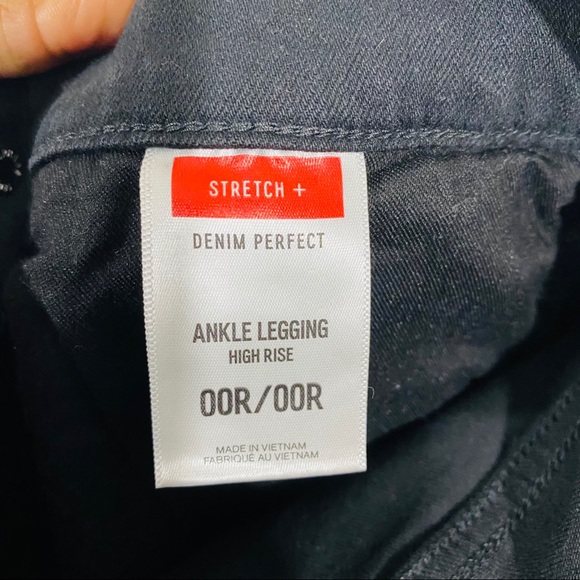 STRETCH +
DENIM PERFECT
ANKLE LEGGING
HIGH RISE
00R/00R
MADE IN VIETNAM
FABRIQUÉ AU VIETNAM